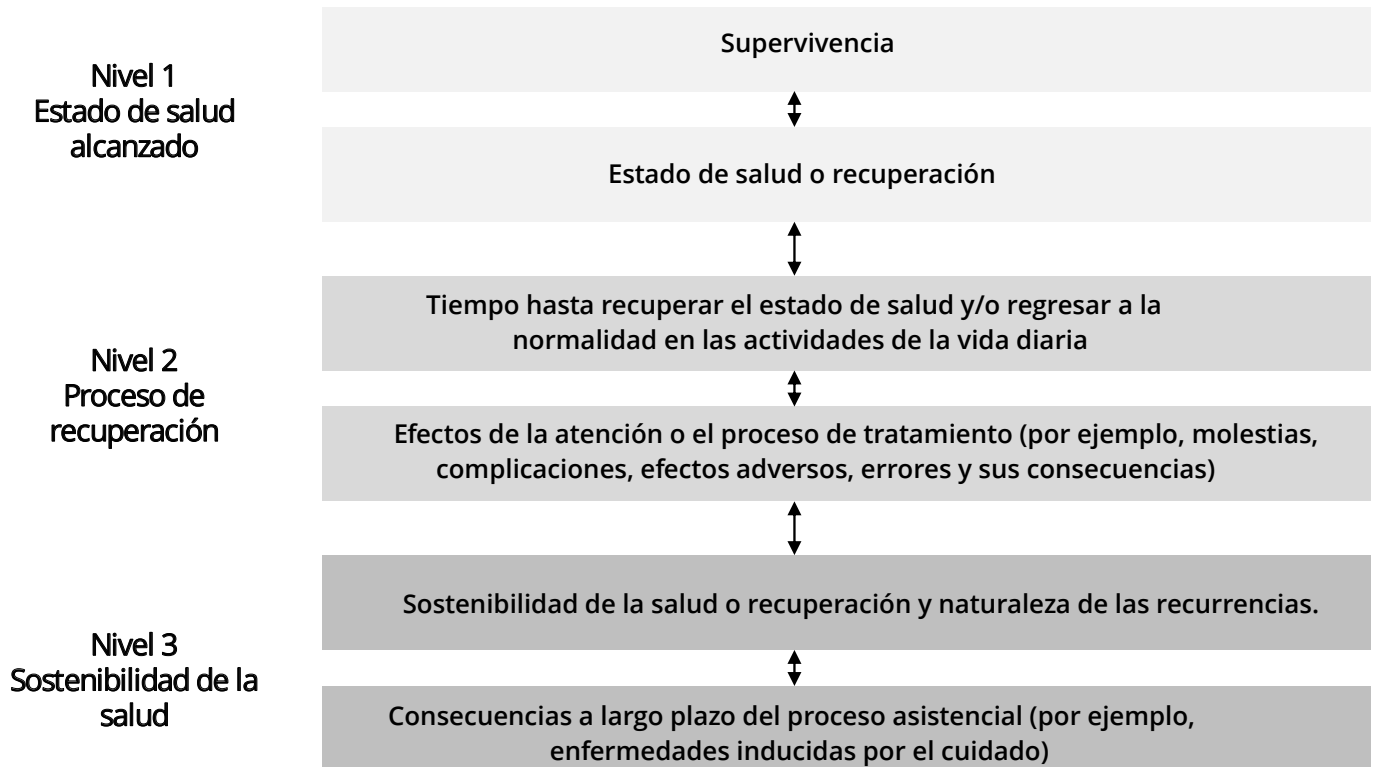 Nivel 1
Estado de salud
alcanzado
Supervivencia
Estado de salud o recuperación
Nivel 2
Proceso de
recuperación
Tiempo hasta recuperar el estado de salud y/o regresar a la
normalidad en las actividades de la vida diaria
Efectos de la atención o el proceso de tratamiento (por ejemplo, molestias,
complicaciones, efectos adversos, errores y sus consecuencias)
Nivel 3
Sostenibilidad de la
salud
Sostenibilidad de la salud o recuperación y naturaleza de las recurrencias.
Consecuencias a largo plazo del proceso asistencial (por ejemplo,
enfermedades inducidas por el cuidado)